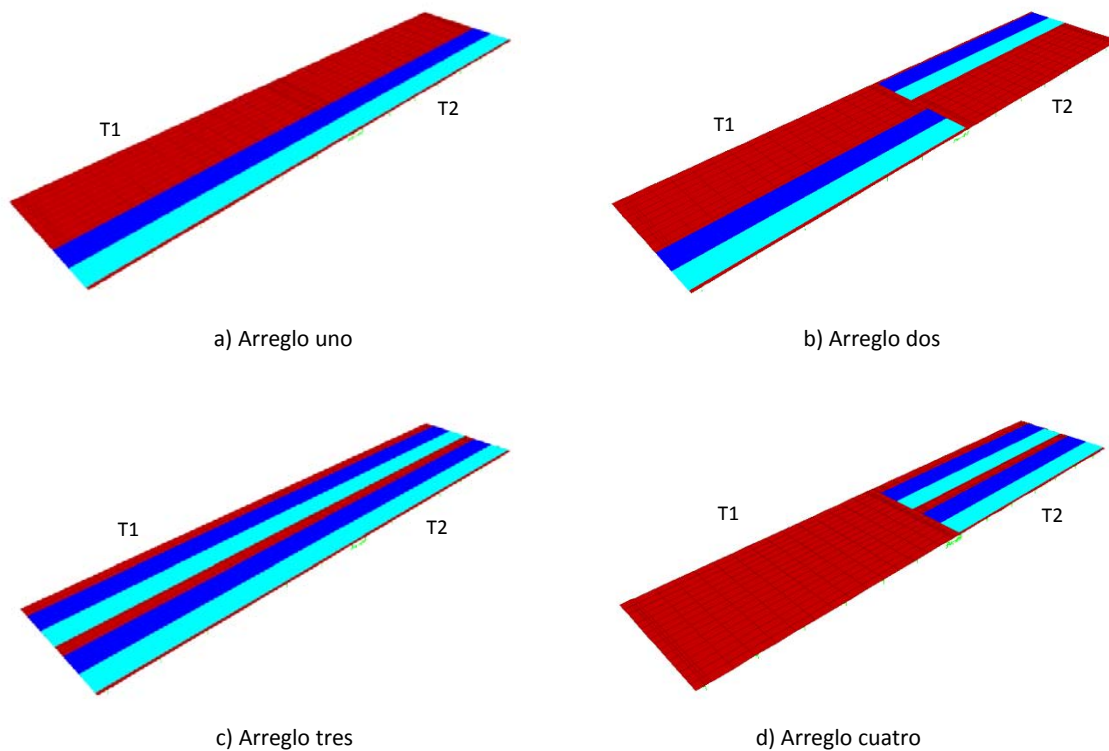 T1
T2
a) Arreglo uno
T1
T2
b) Arreglo dos
T1
T2
c) Arreglo tres
T1
T2
d) Arreglo cuatro